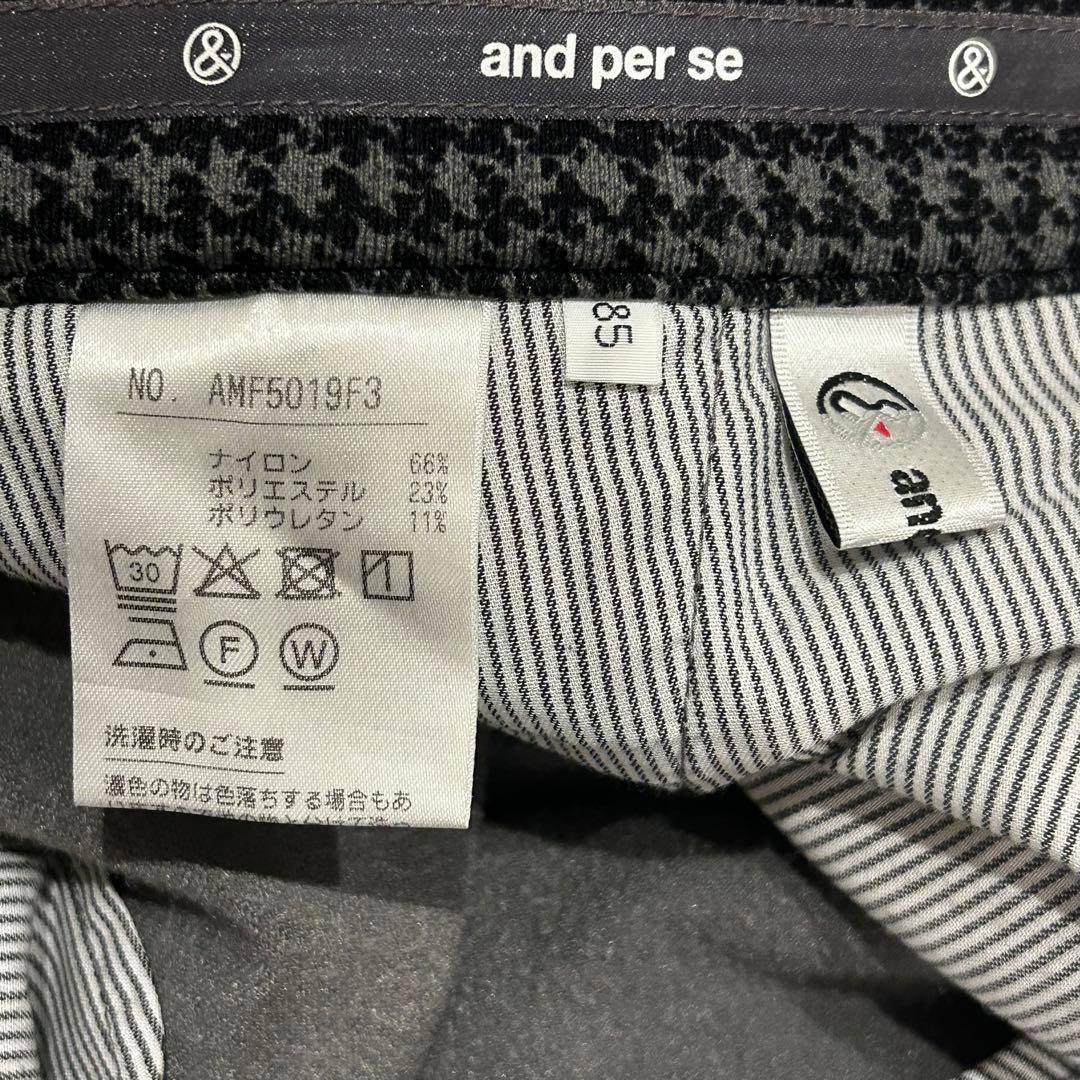 & and per se &
NO. AMF5019F3
ナイロン 66%
ポリエステル 23%
ポリウレタン 11%
30
F W
洗濯時のご注意
濃色の物は色落ちする場合もあ
85
an